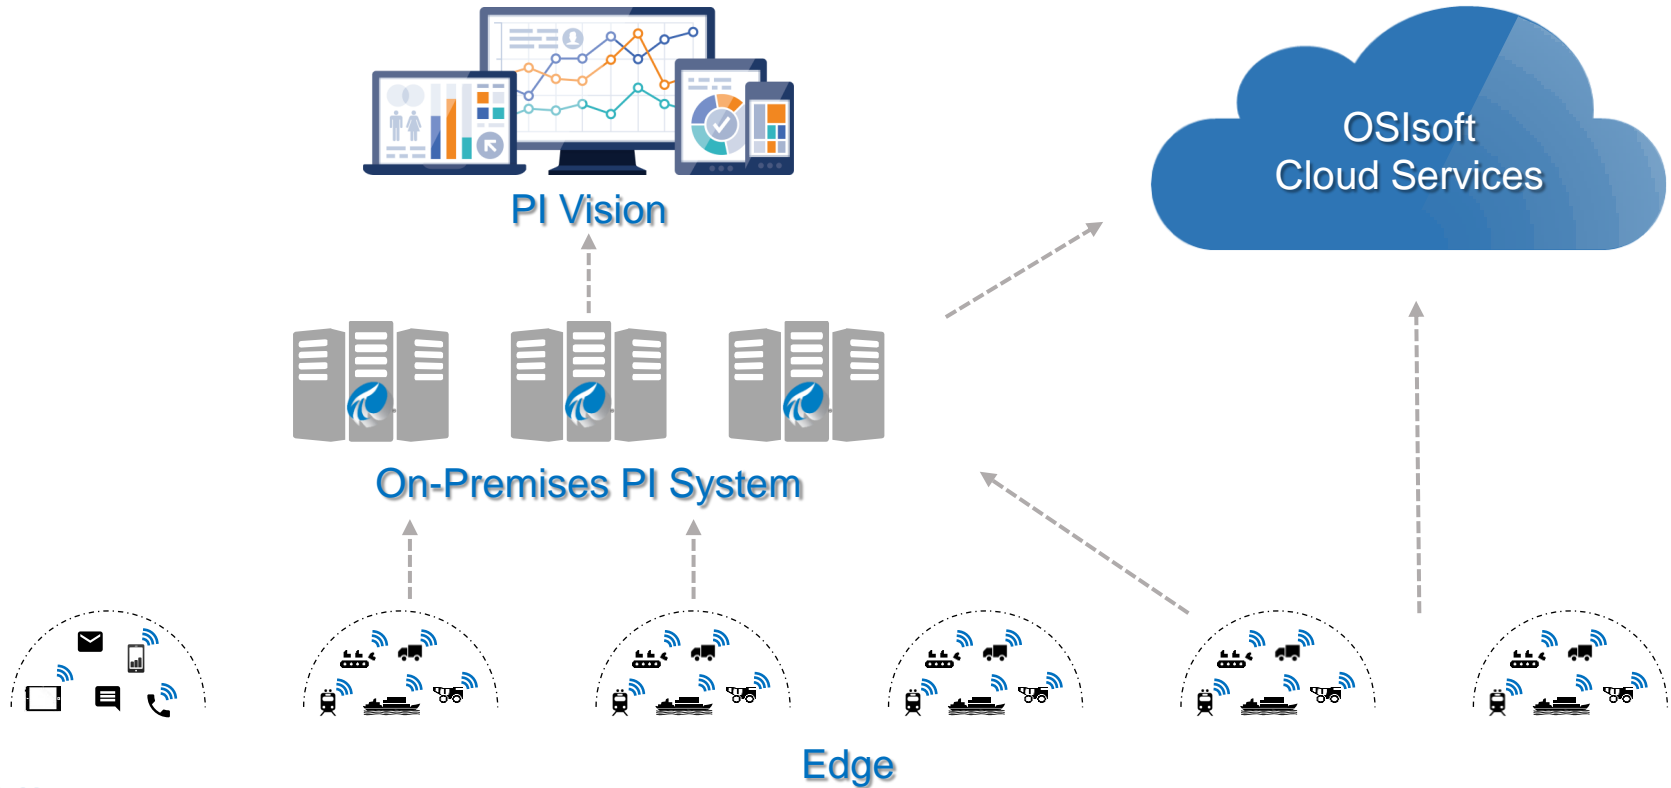 OSIsoft
Cloud Services
PI Vision
On-Premises PI System
Edge